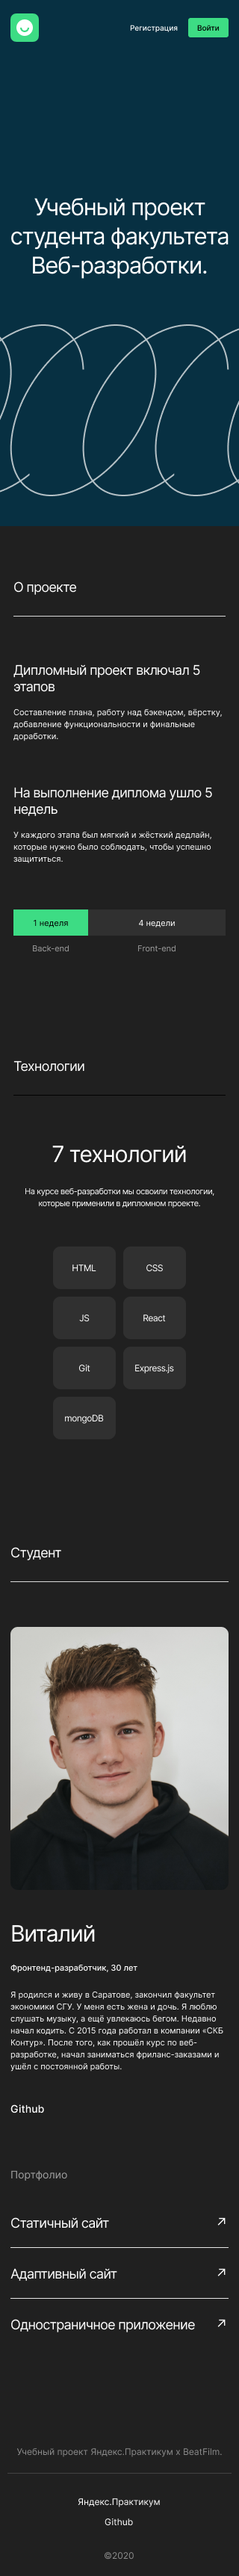 Регистрация
Войти
Учебный проект
студента факультета
Веб-разработки.
О проекте
Дипломный проект включал 5
этапов
Составление плана, работу над бэкендом, вёрстку,
добавление функциональности и финальные
доработки.
На выполнение диплома ушло 5
недель
У каждого этапа был мягкий и жёсткий дедлайн,
которые нужно было соблюдать, чтобы успешно
защититься.
1 неделя
4 недели
Back-end
Front-end
Технологии
7 технологий
На курсе веб-разработки мы освоили технологии,
которые применили в дипломном проекте.
HTML
CSS
JS
React
Git
Express.js
mongoDB
Студент
Виталий
Фронтенд-разработчик, 30 лет
Я родился и живу в Саратове, закончил факультет
экономики СГУ. У меня есть жена и дочь. Я люблю
слушать музыку, а ещё увлекаюсь бегом. Недавно
начал кодить. С 2015 года работал в компании «СКБ
Контур». После того, как прошёл курс по веб-
разработке, начал заниматься фриланс-заказами и
ушёл с постоянной работы.
Github
Портфолио
Статичный сайт
Адаптивный сайт
Одностраничное приложение
Учебный проект Яндекс.Практикум х BeatFilm.
Яндекс.Практикум
Github
©2020